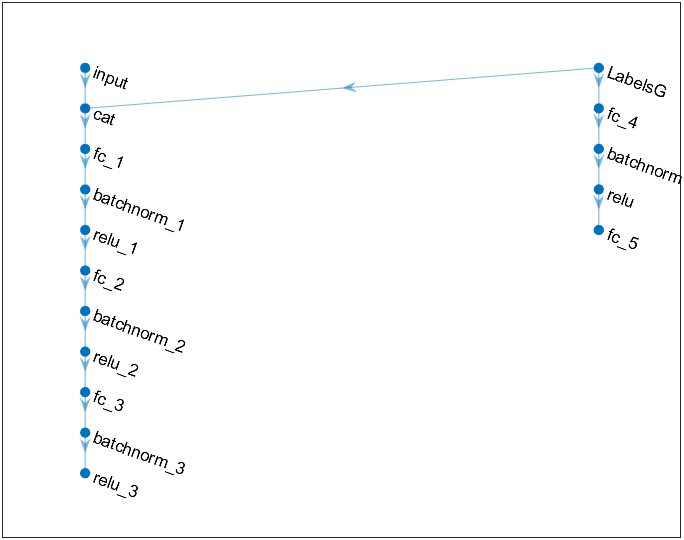 input
cat
fc_1
batchnorm_1
relu_1
fc_2
batchnorm_2
relu_2
fc_3
batchnorm_3
relu_3
LabelsG
fc_4
batchnorm
relu
fc_5